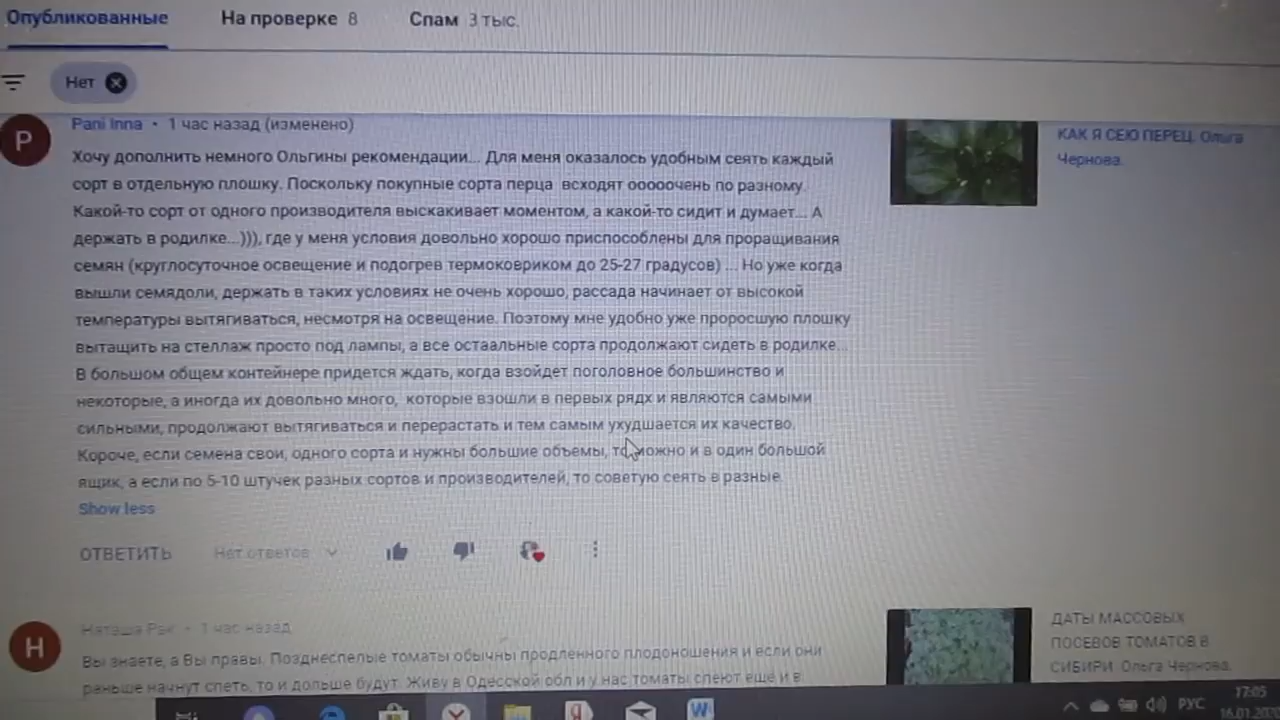 Опубликованные На проверке 8 Спам 3 тыс.
Нет
P
Pani Inna • 1 час назад (изменено)
Хочу дополнить немного Ольгины рекомендации... Для меня оказалось удобным сеять каждый
сорт в отдельную плошку. Поскольку покупные сорта перца всходят ооооочень по разному.
Какой-то сорт от одного производителя выскакивает моментом, а какой-то сидит и думает... А
держать в родилке...))), где у меня условия довольно хорошо приспособлены для проращивания
семян (круглосуточное освещение и подогрев термоковриком до 25-27 градусов) ... Но уже когда
вышли семядоли, держать в таких условиях не очень хорошо, рассада начинает от высокой
температуры вытягиваться, несмотря на освещение. Поэтому мне удобно уже проросшую плошку
вытащить на стеллаж просто под лампы, а все остаальные сорта продолжают сидеть в родилке...
В большом общем контейнере придется ждать, когда взойдет поголовное большинство и
некоторые, а иногда их довольно много, которые взошли в первых рядх и являются самыми
сильными, продолжают вытягиваться и перерастать и тем самым ухудшается их качество.
Короче, если семена свои, одного сорта и нужны большие объемы, то можно и в один большой
ящик, а если по 5-10 штучек разных сортов и производителей, то советую сеять в разные.
Show less
ОТВЕТИТЬ Нет ответов
КАК Я СЕЮ ПЕРЕЦ. Ольга
Чернова.
Н
Наташа Рак • 1 час назад
Вы знаете, а Вы правы. Позднеспелые томаты обычны продленного плодоношения и если они
раньше начнут спеть, то и дольше будут. Живу в Одесской обл и у нас томаты спеют еще и в
ДАТЫ МАССОВЫХ
ПОСЕВОВ ТОМАТОВ В
СИБИРИ. Ольга Чернова.
РУС
17:05
16.01.202